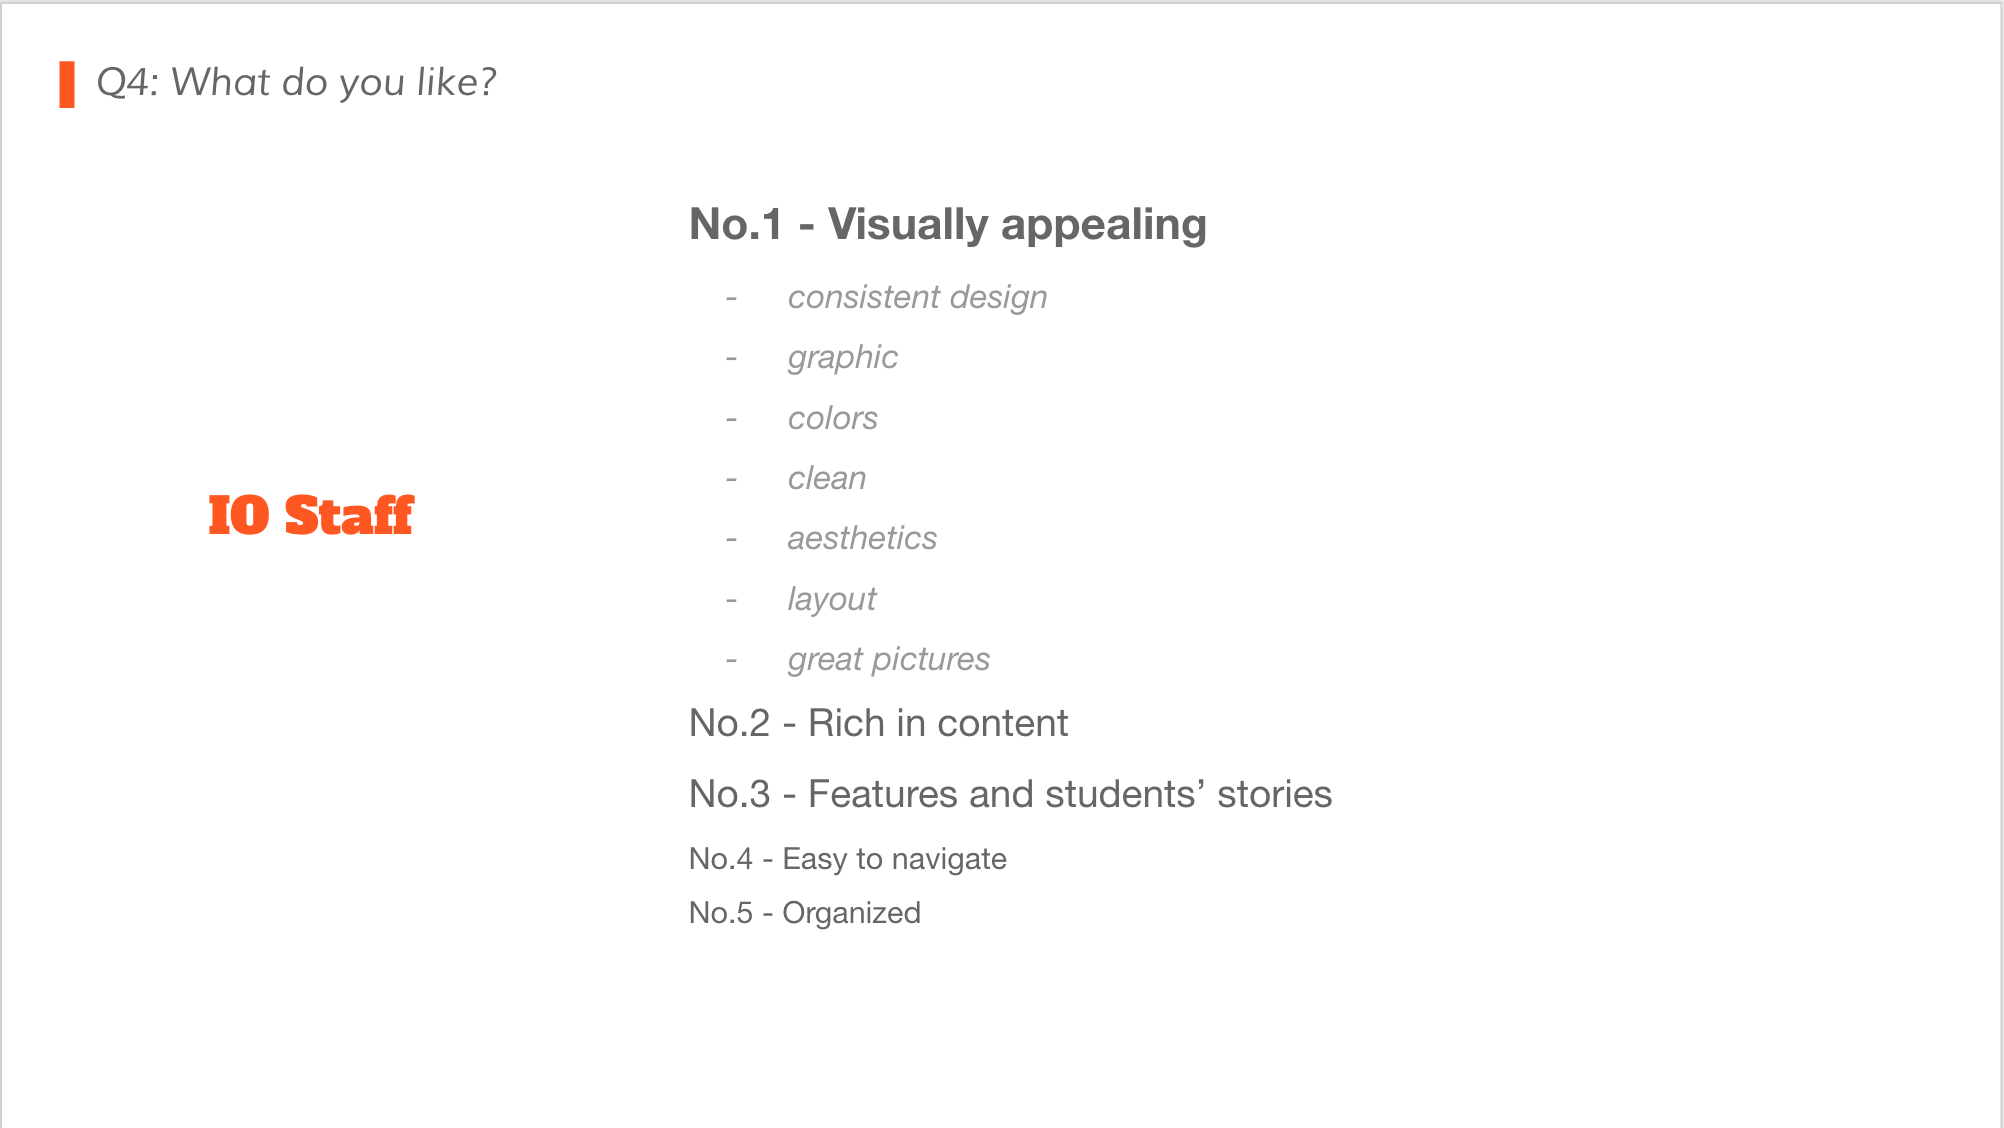 Q4: What do you like?
IO Staff
No.1 - Visually appealing
- consistent design
- graphic
- colors
- clean
- aesthetics
- layout
- great pictures
No.2 - Rich in content
No.3 - Features and students’ stories
No.4 - Easy to navigate
No.5 - Organized